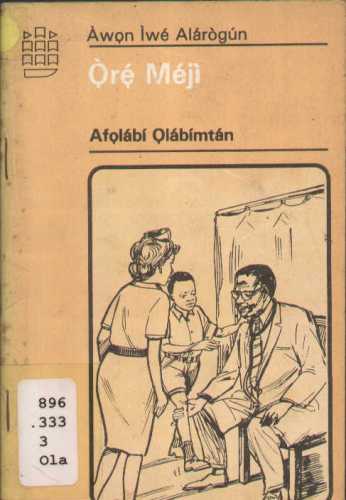 Àwọn Ìwé Alárògún
Ọ̀rẹ́ Méjì
Afọlábí Ọlábímtán
896
.333
3
Ola